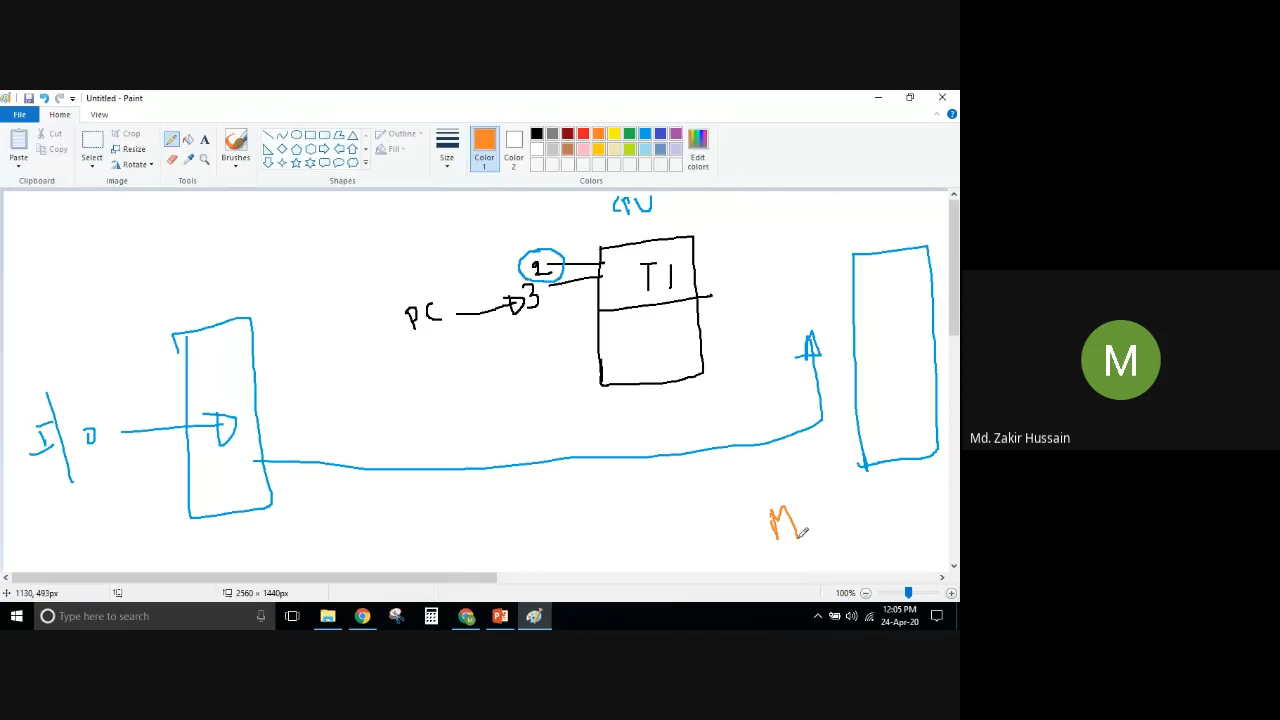 Untitled - Paint
File
Home
View
Paste
Cut
Copy
Clipboard
Select
Crop
Resize
Rotate
Image
A
Tools
Brushes
Outline
Fill
Shapes
Size
Color
1
Color
2
Edit
colors
Colors
CPU
2
T1
3
PC
I/O
M
1130, 493px
2560 × 1440px
100%
Type here to search
12:05 PM
24-Apr-20
M
Md. Zakir Hussain